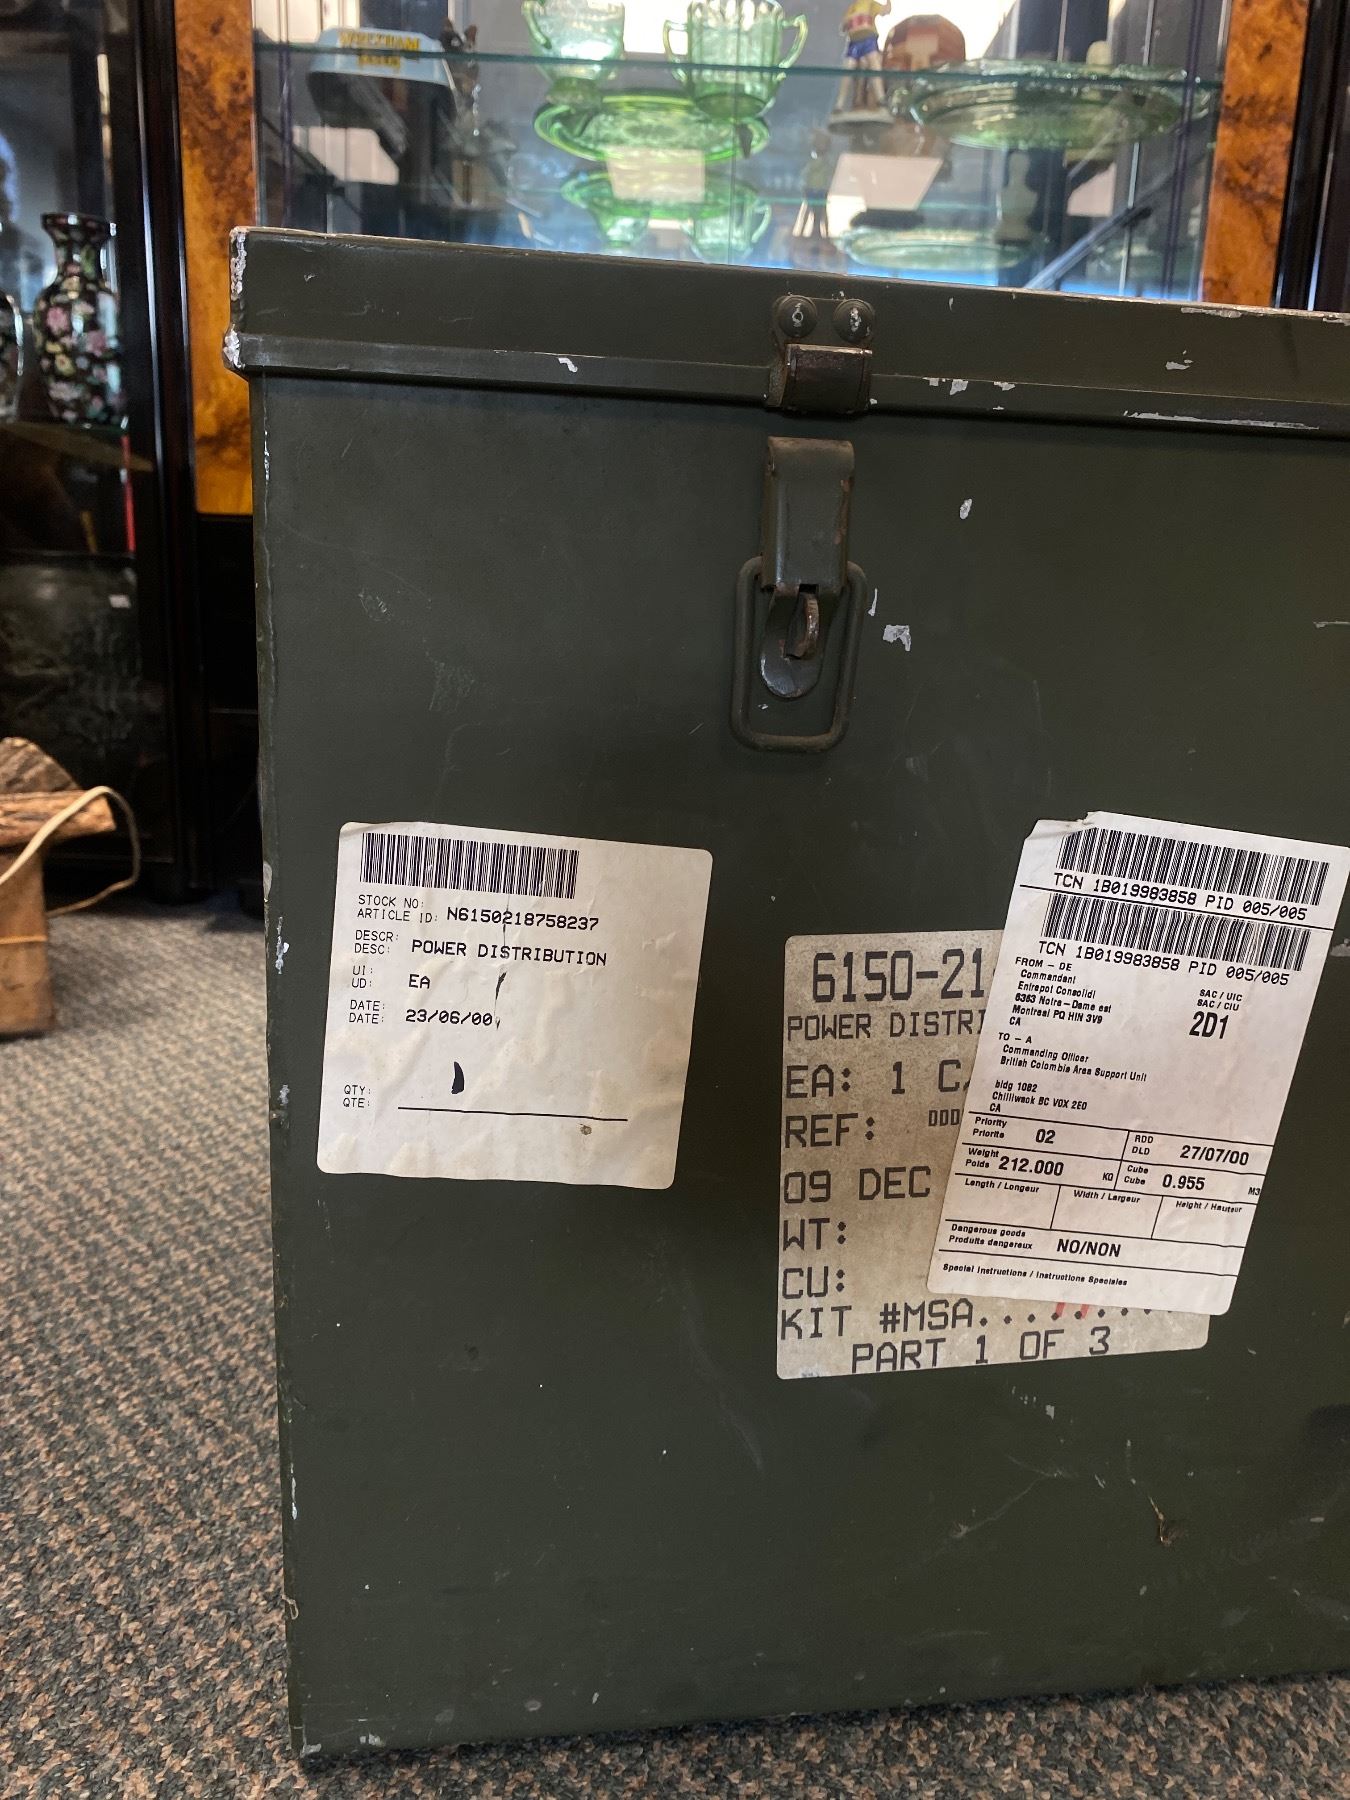 STOCK NO:
ARTICLE ID: N6150218758237
DESCR:
DESC: POWER DISTRIBUTION
UI:
UD: EA
DATE:
DATE: 23/06/00
QTY:
QTE:
6150-21
POWER DISTRI
EA: 1 C
REF: DDD
09 DEC
WT:
CU:
KIT #MSA.........
PART 1 OF 3
TCN 1B019983858 PID 005/005
TCN 1B019983858 PID 005/005
FROM - DE
Commandant
Entrepot Consolidi
6363 Notre-Dame est
Montreal PQ H1N 3V9
CA
SAC / UIC
SAC / CIU
2D1
TO - A
Commanding Officer
British Colombia Area Support Unit
bldg 1082
Chilliwack BC V0X 2E0
CA
Priority
Priorite 02
RDD
DLD 27/07/00
Weight
Poids 212.000 KG
Cube
Cube 0.955 M3
Length / Longeur
Width / Largeur
Height / Hauteur
Dangerous goods
Produits dangereux NO/NON
Special Instructions / Instructions Speciales